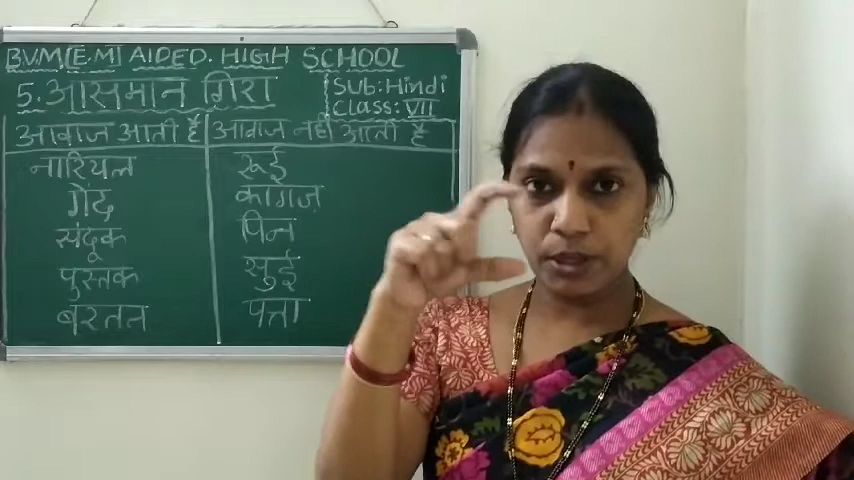 BVM(E.M) AIDED HIGH SCHOOL
5. आसमान गिरा
Sub: Hindi
Class: VII
आवाज आती है आवाज नही आती है
नारियल रूई
गेंद कागज
संदूक पिन
पुस्तक सुई
बरतन पत्ता